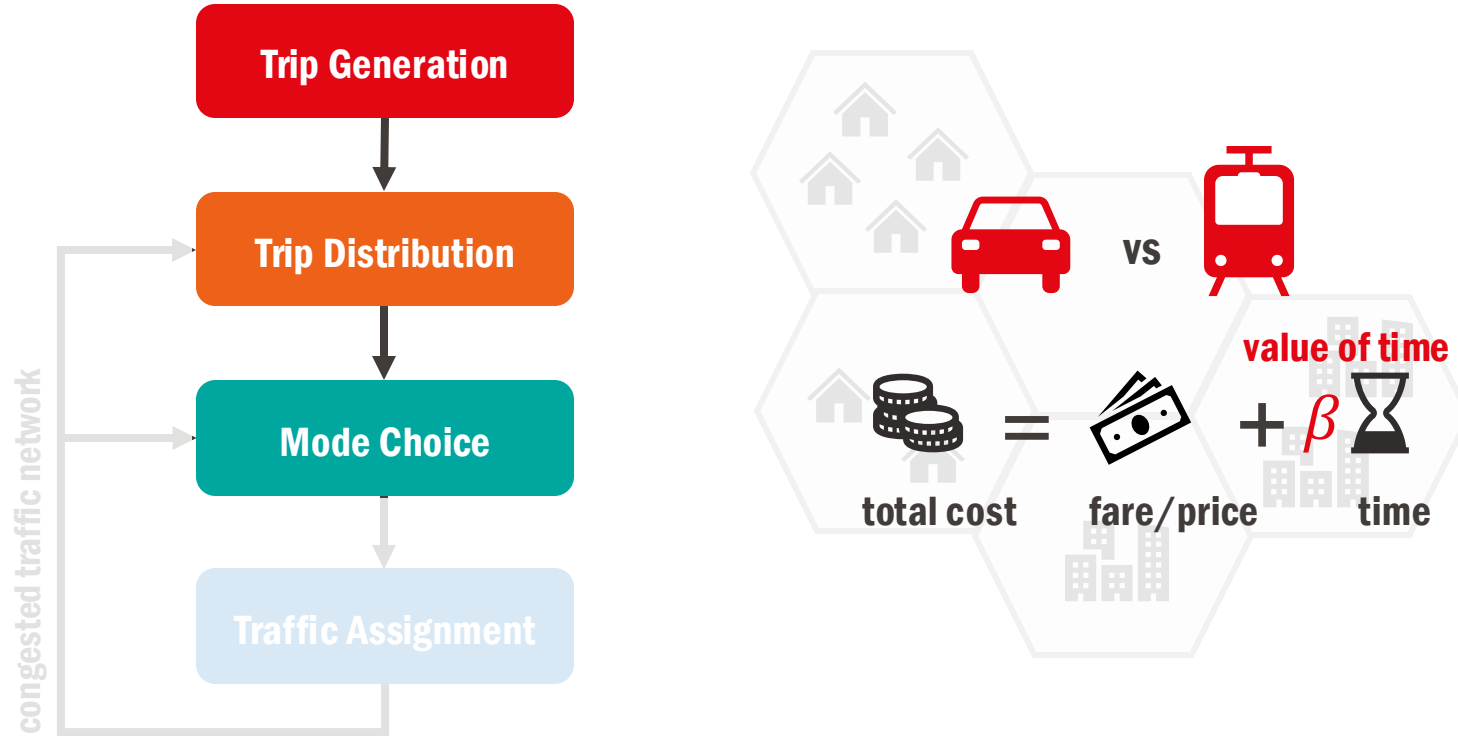 Trip Generation
Trip Distribution
Mode Choice
Traffic Assignment
congested traffic network
vs
value of time
= + β
total cost fare/price time